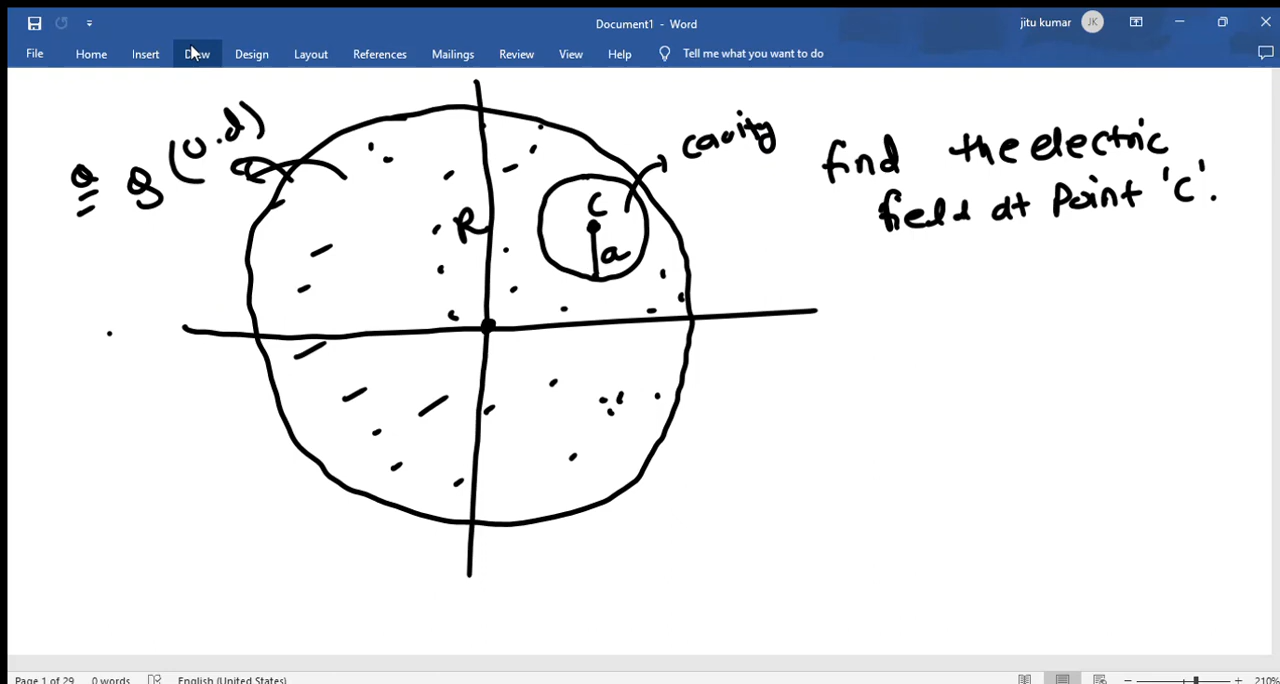 Document1 - Word
jitu kumar
JK
File Home Insert Draw Design Layout References Mailings Review View Help Tell me what you want to do
(U.d)
cavity
find the electric
field at Point 'C'.
C
R
a
Page 1 of 29 0 words English (United States) 210%